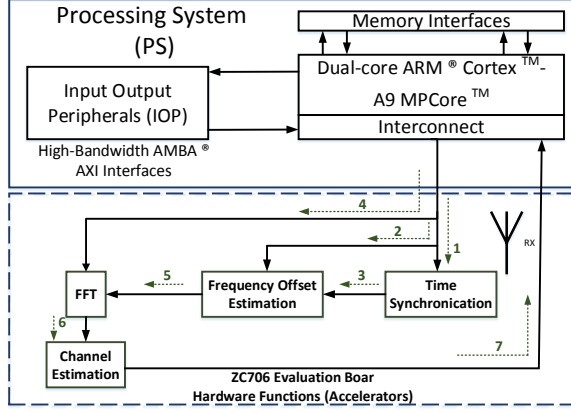 Processing System
(PS)
Memory Interfaces
Dual-core ARM ® Cortex ™-
A9 MPCore ™
Interconnect
Input Output
Peripherals (IOP)
High-Bandwidth AMBA ®
AXI Interfaces
4
2
1
RX
5
3
FFT
Frequency Offset
Estimation
Time
Synchronication
6
7
Channel
Estimation
ZC706 Evaluation Boar
Hardware Functions (Accelerators)